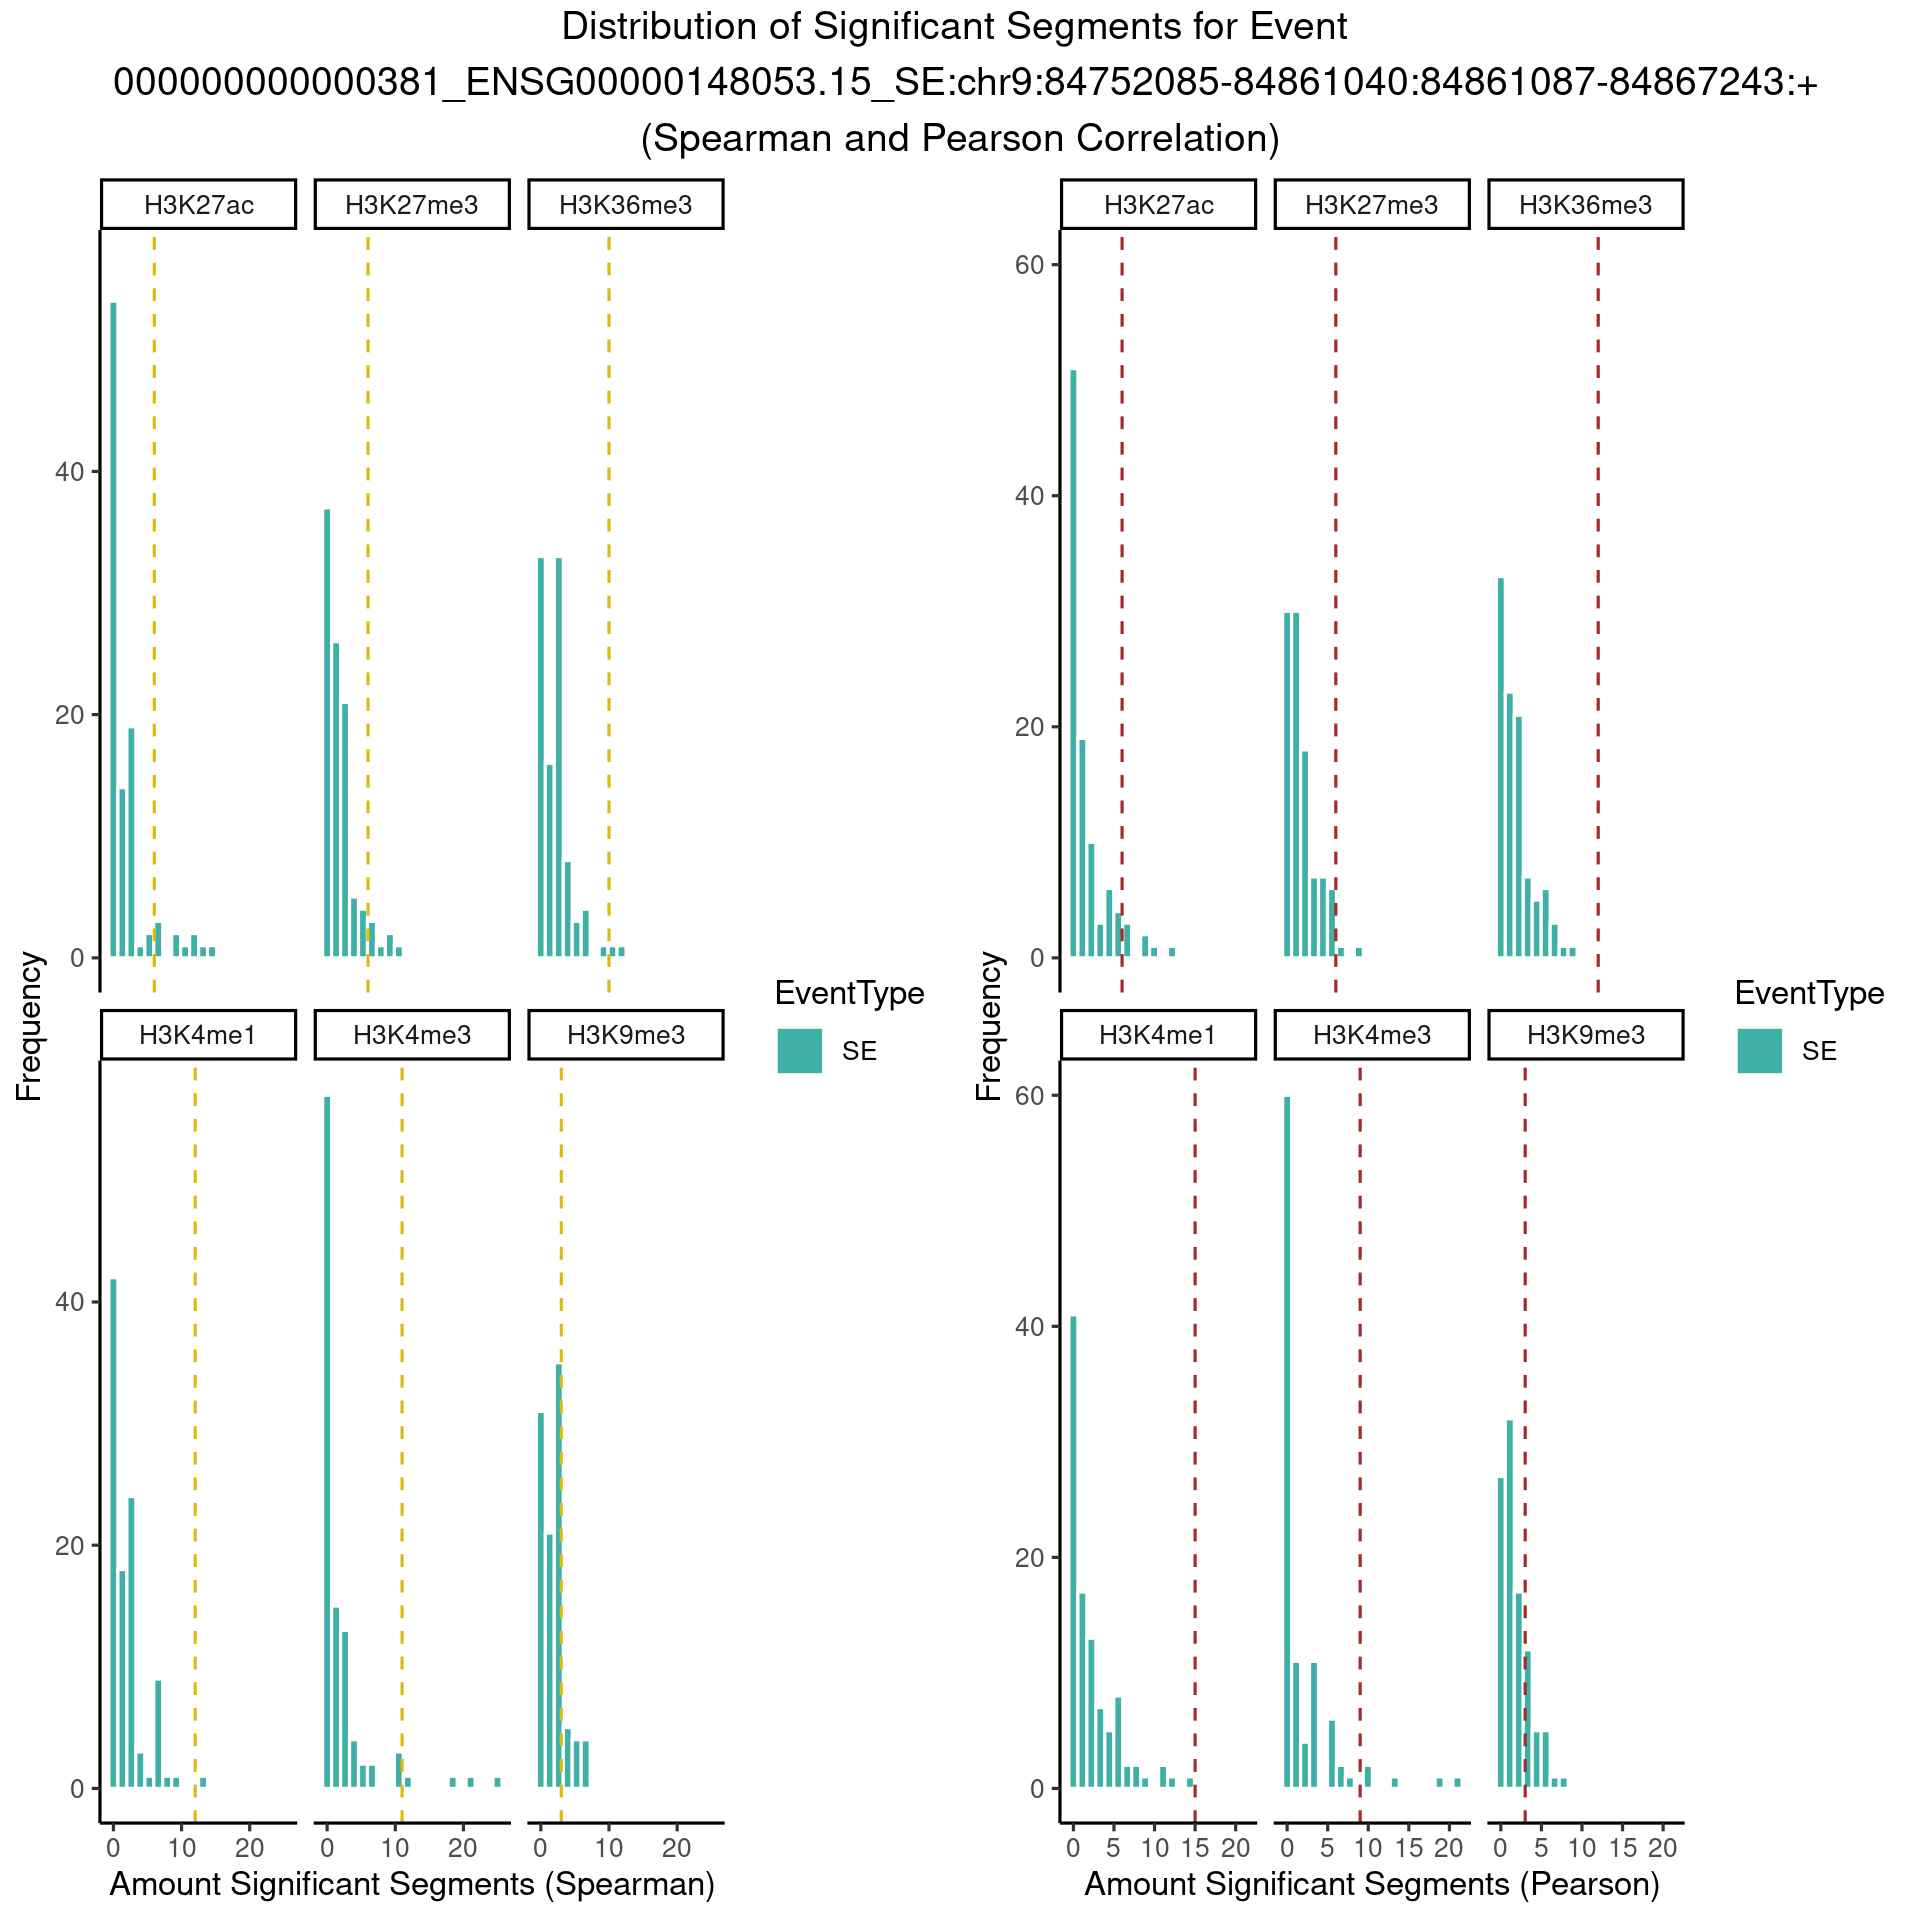 Distribution of Significant Segments for Event
000000000000381_ENSG00000148053.15_SE:chr9:84752085-84861040:84861087-84867243:+
(Spearman and Pearson Correlation)
H3K27ac H3K27me3 H3K36me3
40
20
0
H3K4me1 H3K4me3 H3K9me3
40
20
0
0 10 20 0 10 20 0 10 20
Frequency
Amount Significant Segments (Spearman)
EventType
SE
H3K27ac H3K27me3 H3K36me3
60
40
20
0
H3K4me1 H3K4me3 H3K9me3
60
40
20
0
0 5 10 15 20 0 5 10 15 20 0 5 10 15 20
Frequency
Amount Significant Segments (Pearson)
EventType
SE